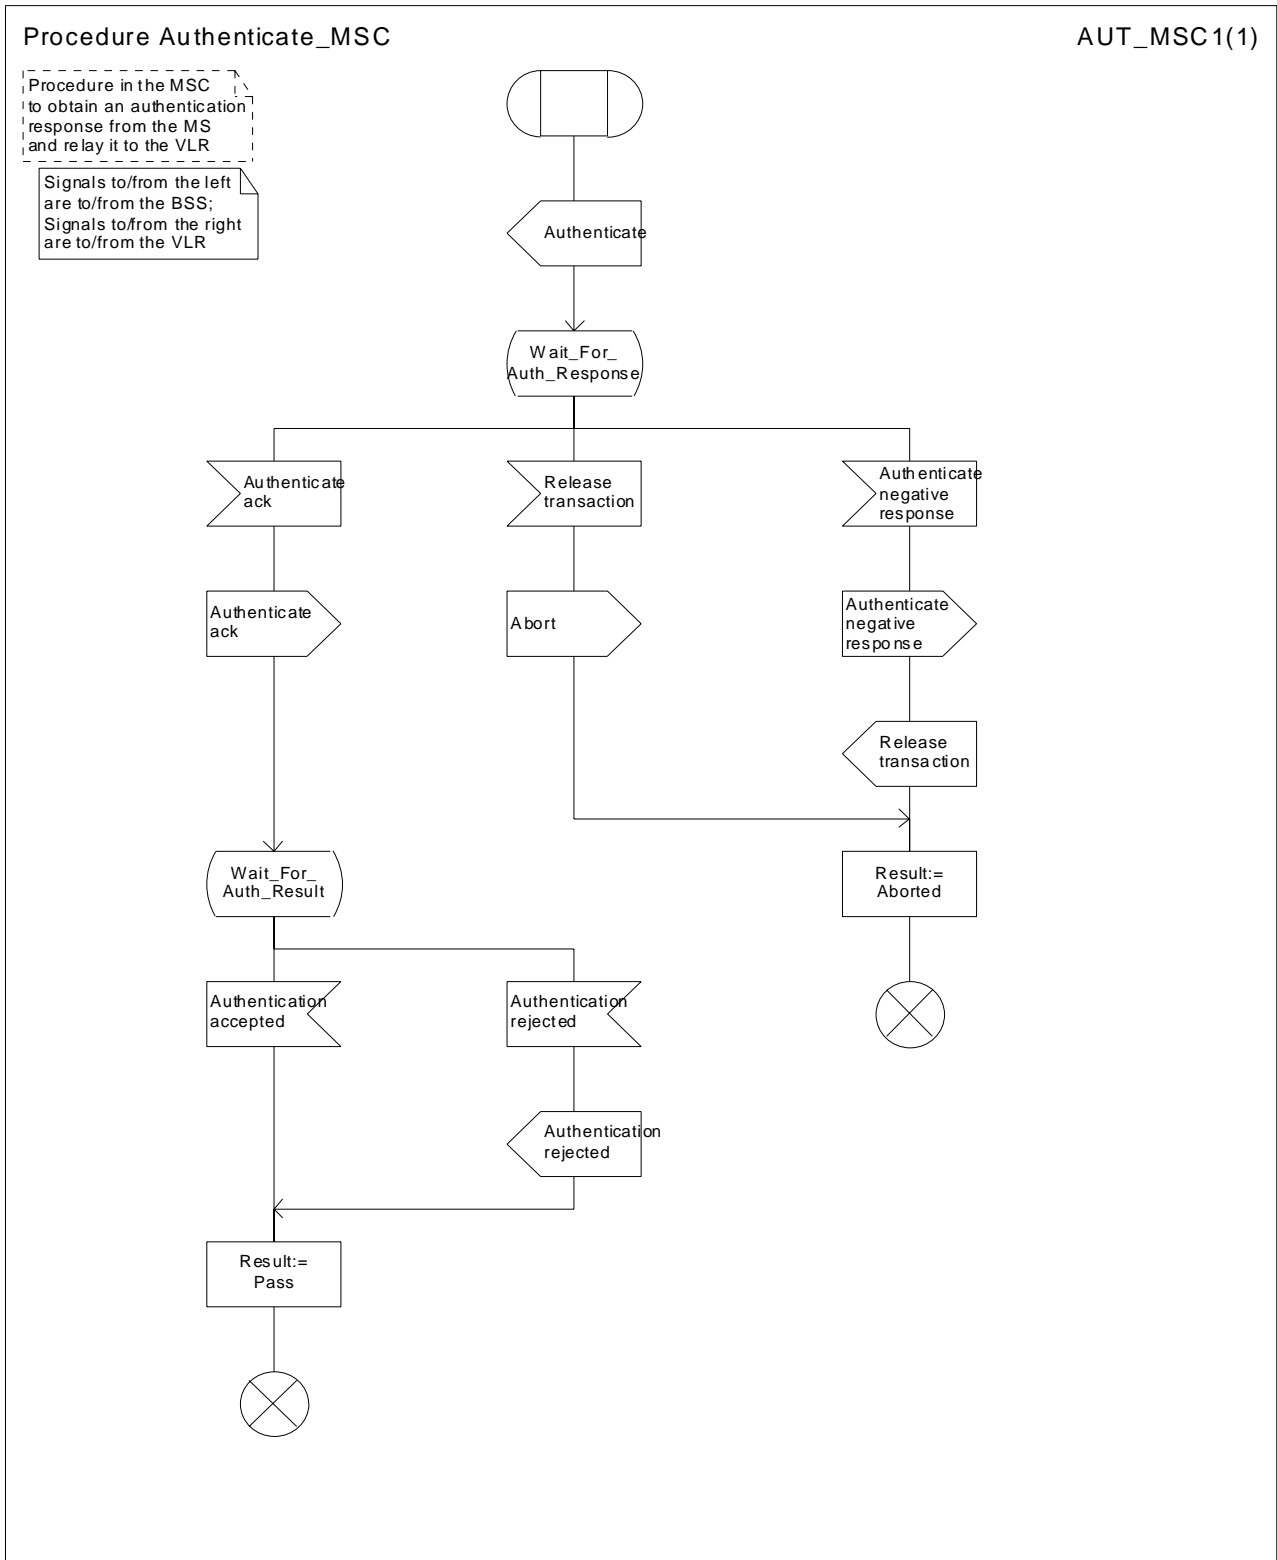 Procedure Authenticate_MSC
AUT_MSC1(1)
Procedure in the MSC
to obtain an authentication
response from the MS
and relay it to the VLR
Signals to/from the left
are to/from the BSS;
Signals to/from the right
are to/from the VLR
Authenticate
Wait_For_
Auth_Response
Authenticate
ack
Release
transaction
Authenticate
negative
response
Authenticate
ack
Abort
Authenticate
negative
response
Release
transaction
Wait_For_
Auth_Result
Result:=
Aborted
Authentication
accepted
Authentication
rejected
Authentication
rejected
Result:=
Pass